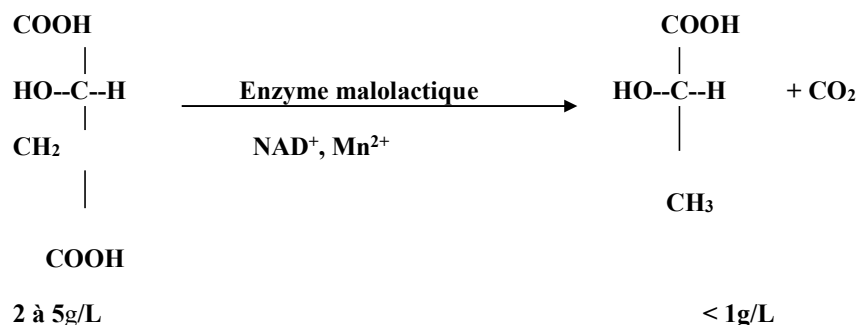 COOH COOH
HO--C--H Enzyme malolactique HO--C--H + CO₂
CH₂ NAD⁺, Mn²⁺
CH₃
COOH
2 à 5g/L < 1g/L